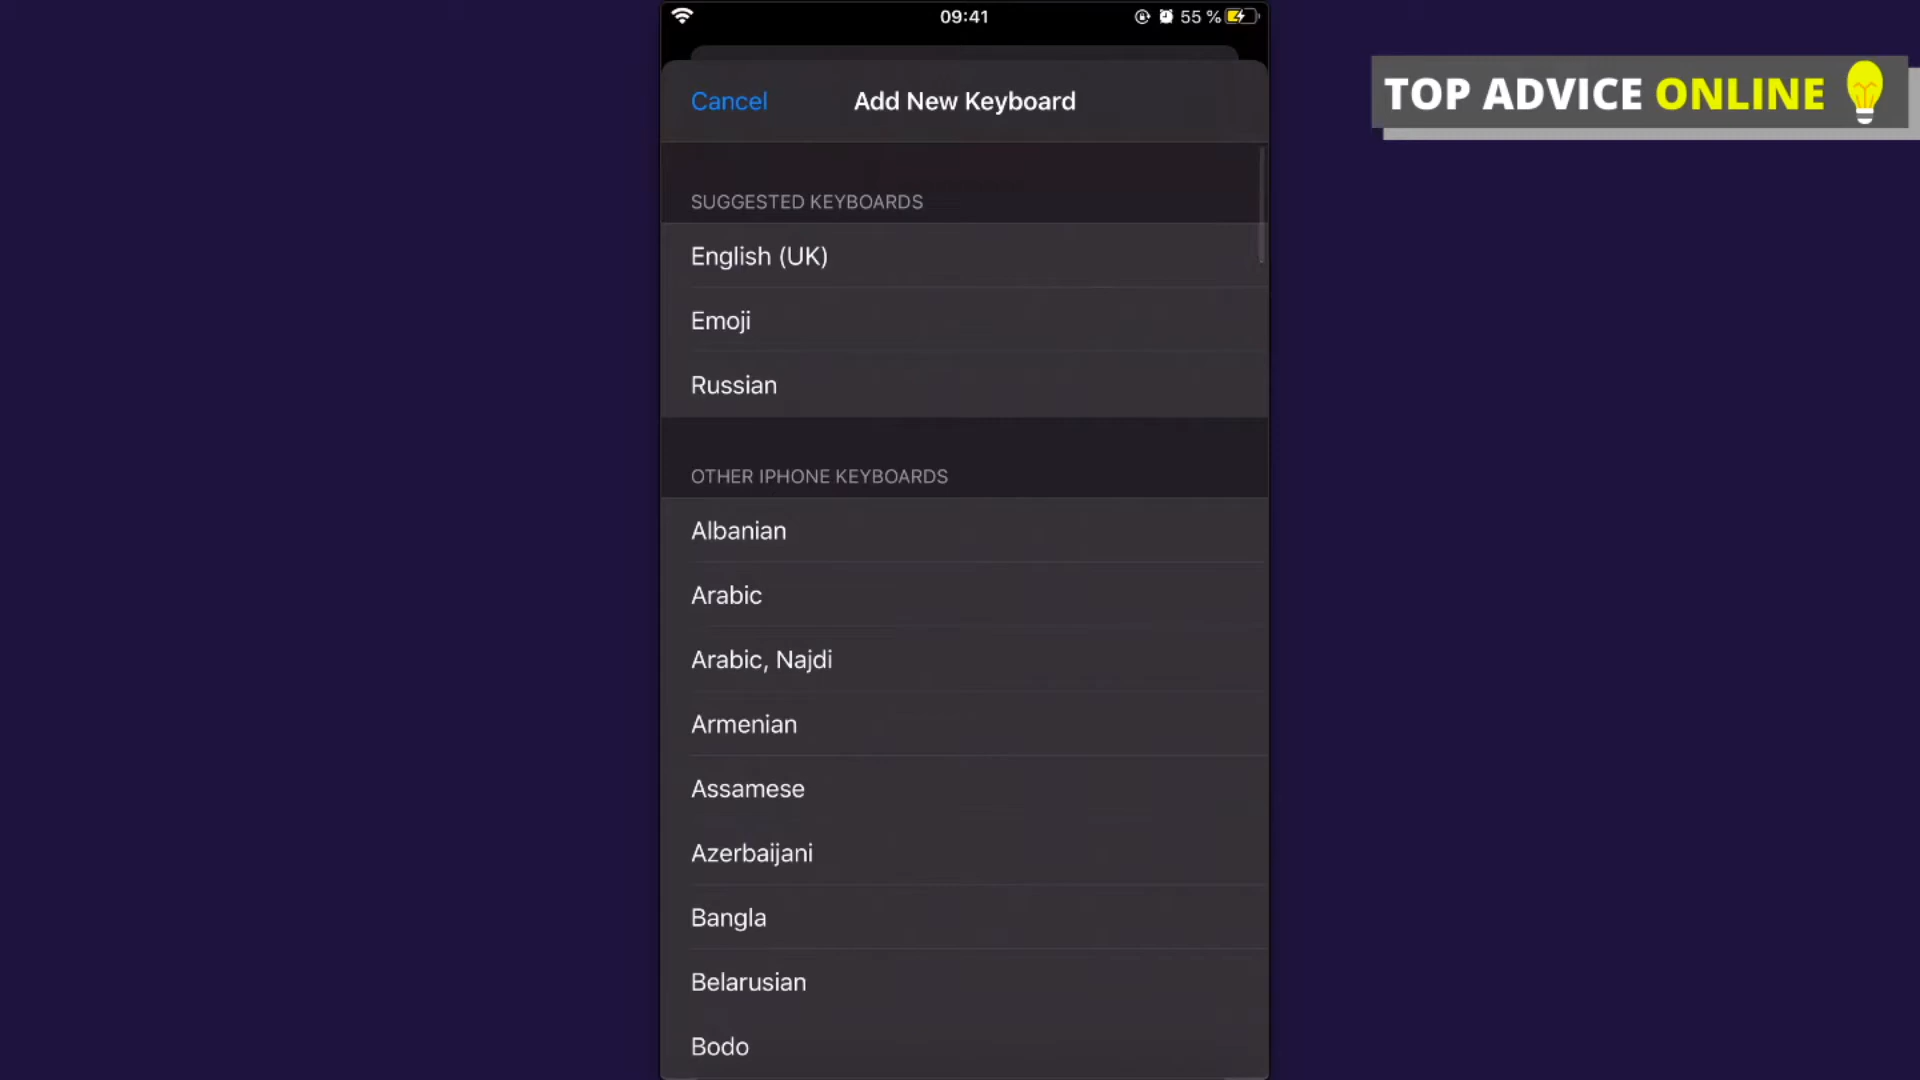 09:41
55 %
Cancel
Add New Keyboard
TOP ADVICE ONLINE
SUGGESTED KEYBOARDS
English (UK)
Emoji
Russian
OTHER IPHONE KEYBOARDS
Albanian
Arabic
Arabic, Najdi
Armenian
Assamese
Azerbaijani
Bangla
Belarusian
Bodo